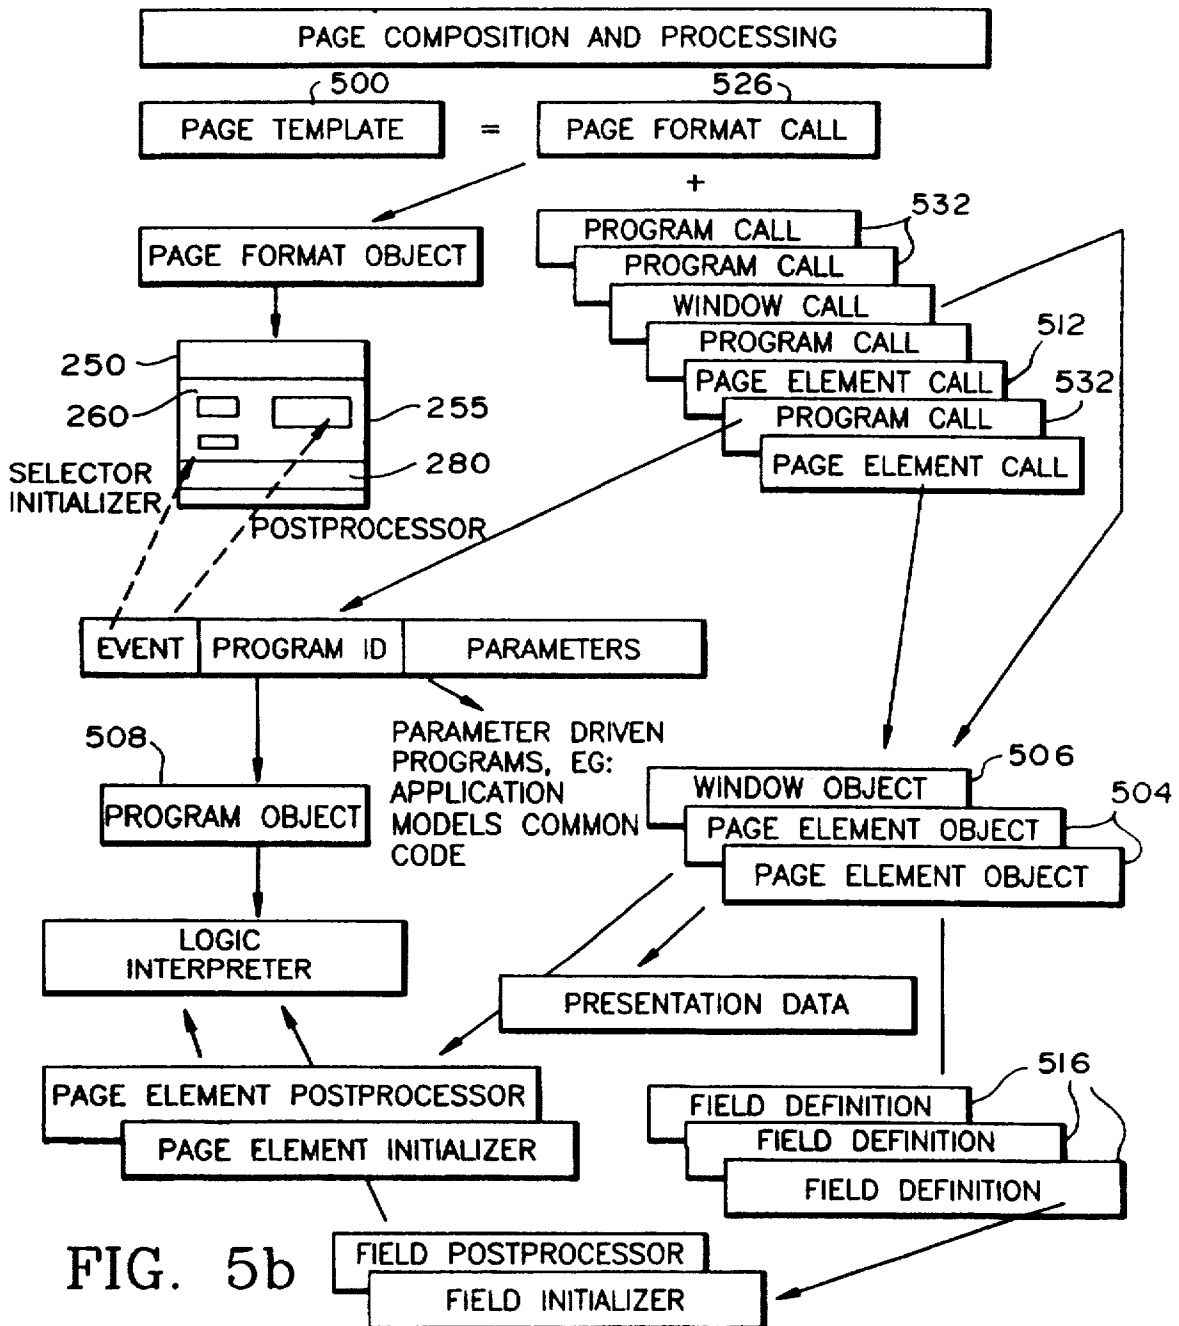 PAGE COMPOSITION AND PROCESSING
500
526
PAGE TEMPLATE
=
PAGE FORMAT CALL
+
532
PROGRAM CALL
PROGRAM CALL
WINDOW CALL
PROGRAM CALL
512
PAGE ELEMENT CALL
532
PROGRAM CALL
PAGE ELEMENT CALL
PAGE FORMAT OBJECT
250
260
255
280
SELECTOR
INITIALIZER
POSTPROCESSOR
EVENT
PROGRAM ID
PARAMETERS
508
PROGRAM OBJECT
PARAMETER DRIVEN
PROGRAMS, EG:
APPLICATION
MODELS COMMON
CODE
506
WINDOW OBJECT
504
PAGE ELEMENT OBJECT
PAGE ELEMENT OBJECT
LOGIC
INTERPRETER
PRESENTATION DATA
PAGE ELEMENT POSTPROCESSOR
PAGE ELEMENT INITIALIZER
516
FIELD DEFINITION
FIELD DEFINITION
FIELD DEFINITION
FIELD POSTPROCESSOR
FIELD INITIALIZER
FIG. 5b